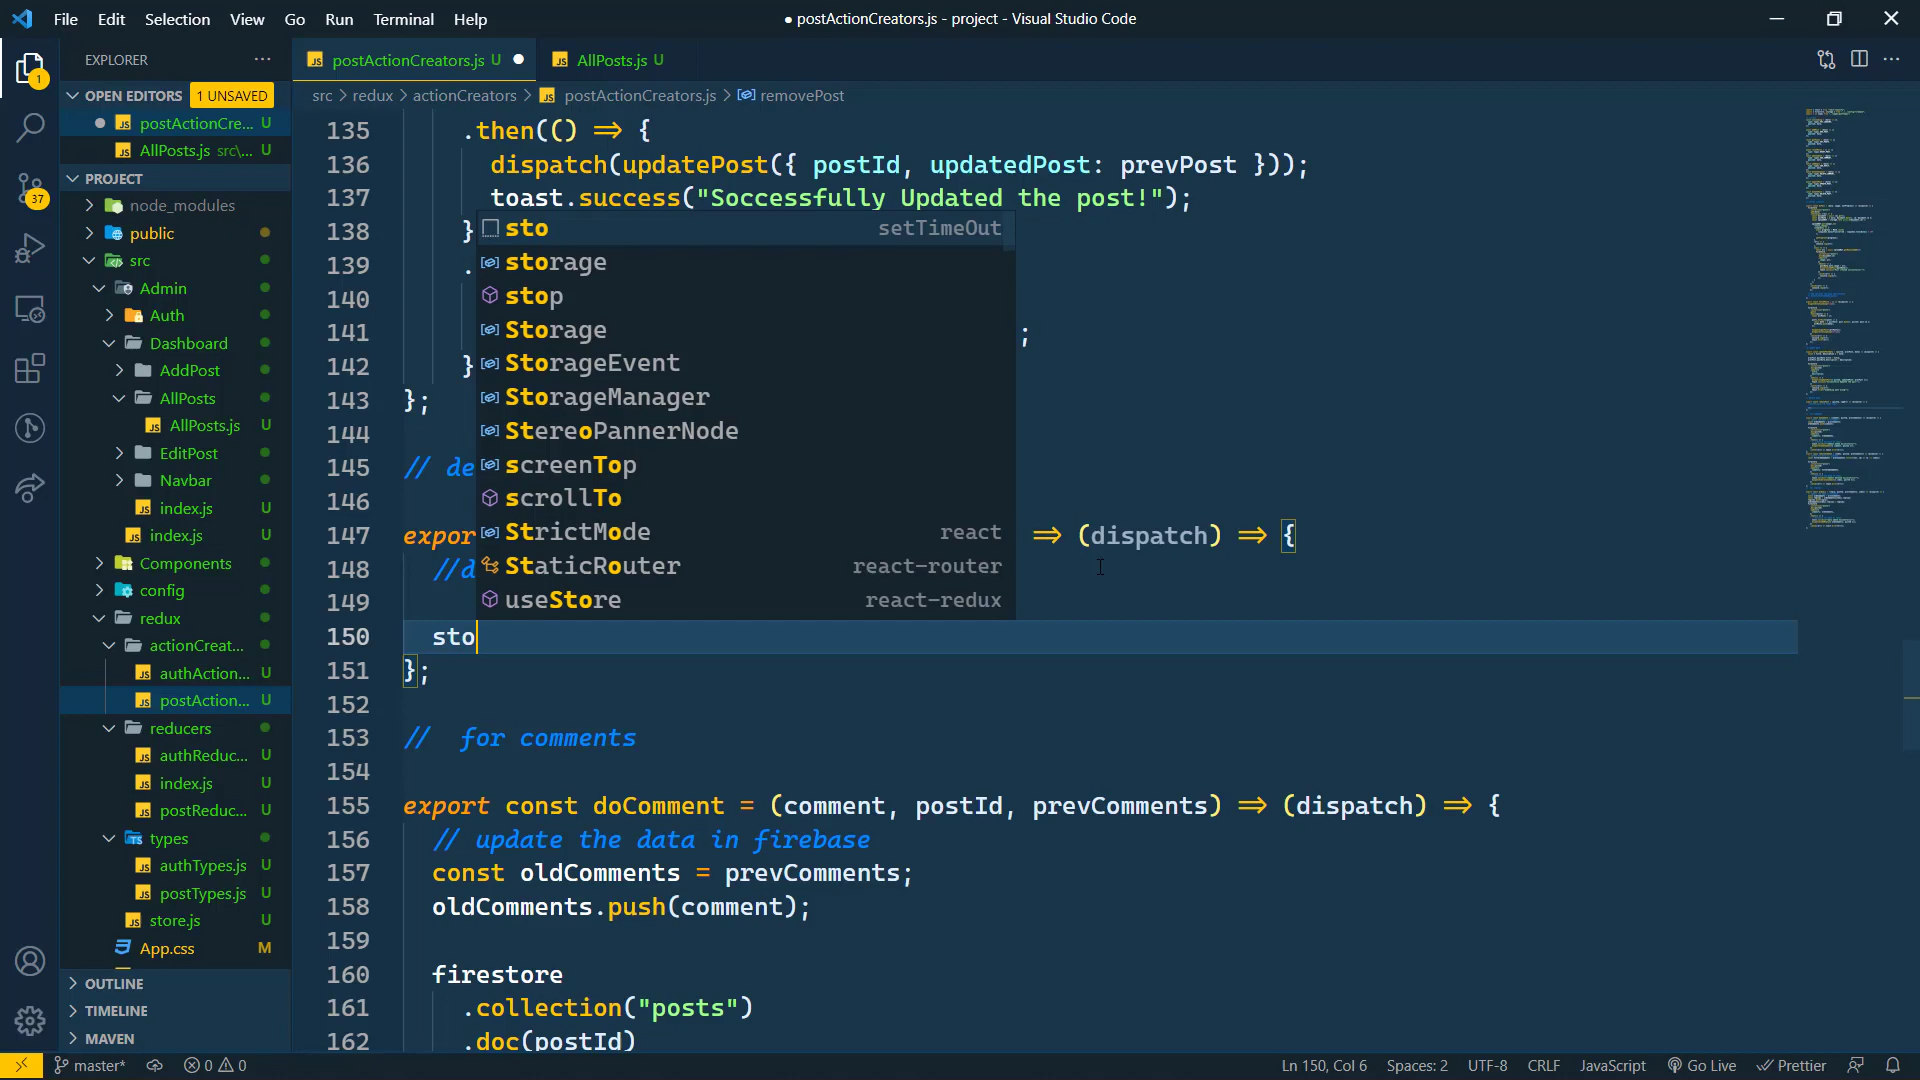 File Edit Selection View Go Run Terminal Help
● postActionCreators.js - project - Visual Studio Code
EXPLORER
postActionCreators.js U
AllPosts.js U
OPEN EDITORS 1 UNSAVED
src > redux > actionCreators > postActionCreators.js > removePost
postActionCre... U
AllPosts.js src\... U
PROJECT
node_modules
public
src
Admin
Auth
Dashboard
AddPost
AllPosts
AllPosts.js U
EditPost
Navbar
index.js U
index.js U
Components
config
redux
actionCreat...
authAction... U
postAction... U
reducers
authReduc... U
index.js U
postReduc... U
types
authTypes.js U
postTypes.js U
store.js U
App.css M
OUTLINE
TIMELINE
MAVEN
1
37
135 .then(() => {
136 dispatch(updatePost({ postId, updatedPost: prevPost }));
137 toast.success("Soccessfully Updated the post!");
138 }
139 .
140
141 ;
142 }
143 };
144
145 // de
146
147 expor => (dispatch) => {
148 //d
149
150 sto
151 };
152
153 // for comments
154
155 export const doComment = (comment, postId, prevComments) => (dispatch) => {
156 // update the data in firebase
157 const oldComments = prevComments;
158 oldComments.push(comment);
159
160 firestore
161 .collection("posts")
162 .doc(postId)
sto setTimeOut
storage
stop
Storage
StorageEvent
StorageManager
StereoPannerNode
screenTop
scrollTo
StrictMode react
StaticRouter react-router
useStore react-redux
master* 0 0 Ln 150, Col 6 Spaces: 2 UTF-8 CRLF JavaScript Go Live Prettier